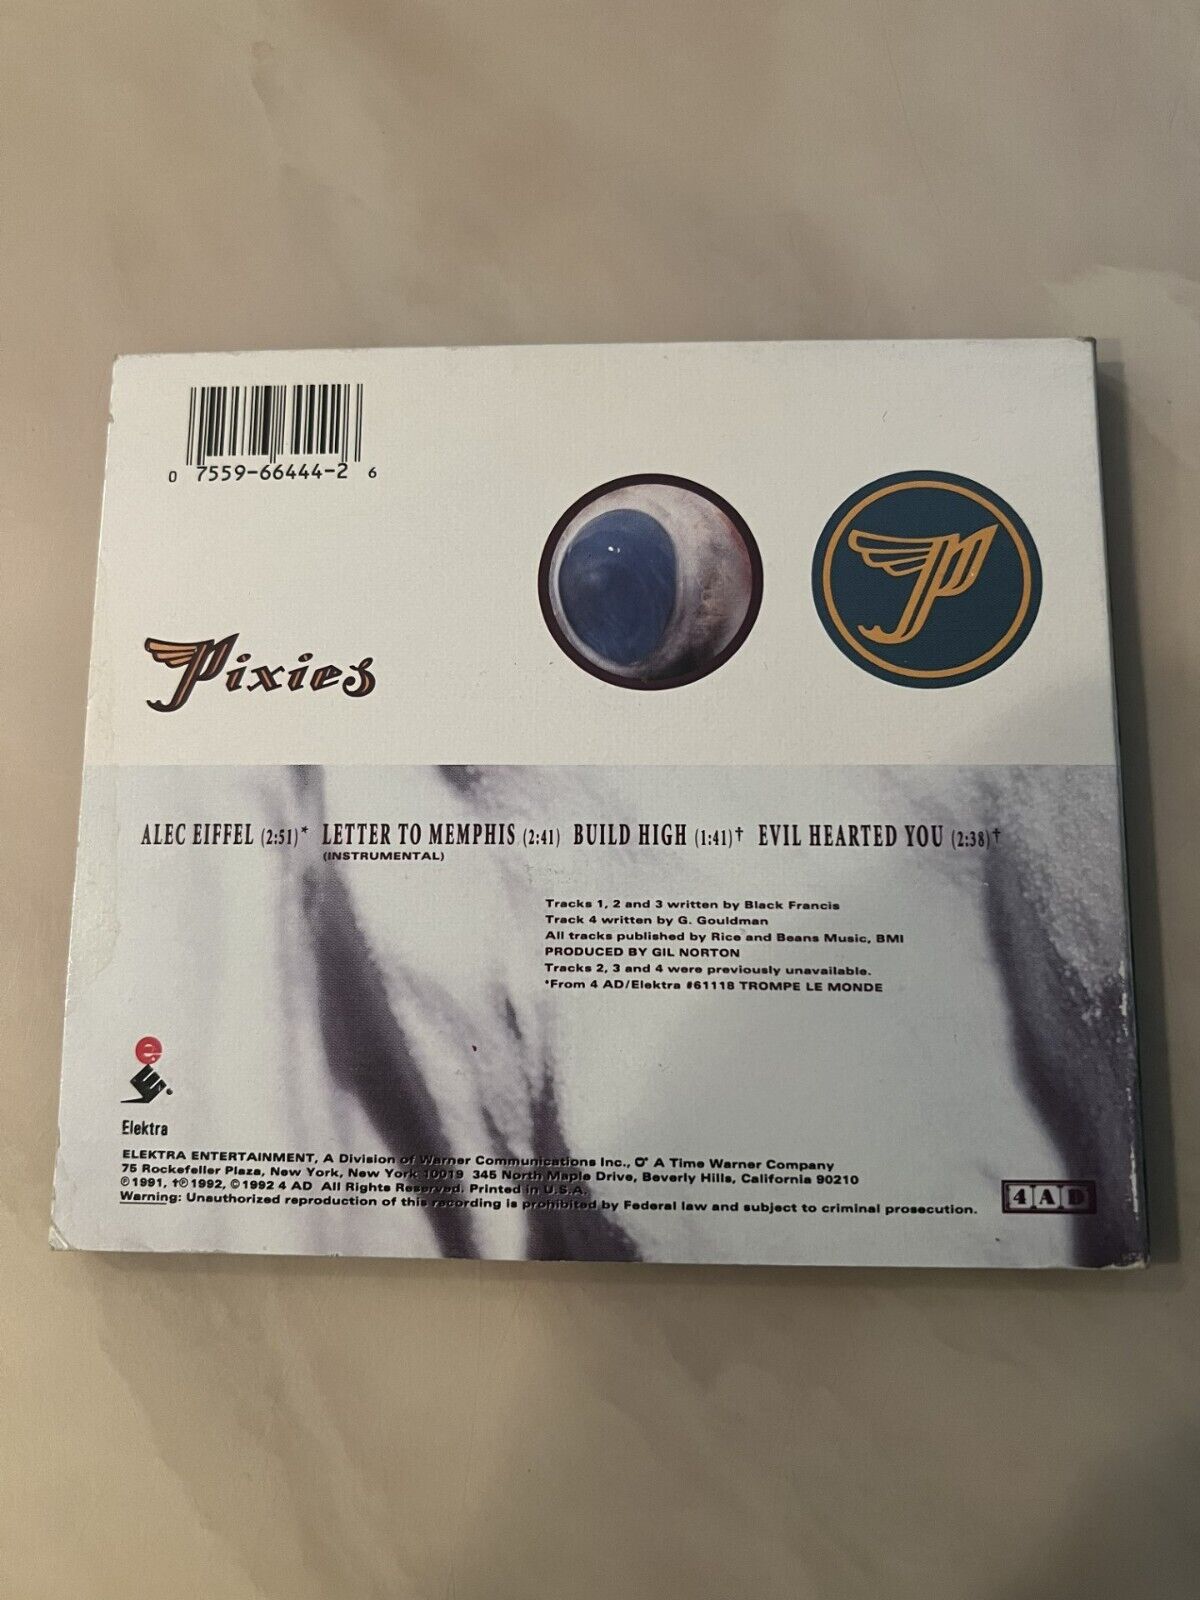 0 7559-66444-2 6
P
Pixies
ALEC EIFFEL (2:51)* LETTER TO MEMPHIS (2:41) BUILD HIGH (1:41)† EVIL HEARTED YOU (2:38)†
(INSTRUMENTAL)
Tracks 1, 2 and 3 written by Black Francis
Track 4 written by G. Gouldman
All tracks published by Rice and Beans Music, BMI
PRODUCED BY GIL NORTON
Tracks 2, 3 and 4 were previously unavailable.
*From 4 AD/Elektra #61118 TROMPE LE MONDE
e
Elektra
ELEKTRA ENTERTAINMENT, A Division of Warner Communications Inc., A Time Warner Company
75 Rockefeller Plaza, New York, New York 10019 345 North Maple Drive, Beverly Hills, California 90210
℗1991, †℗1992, ©1992 4 AD All Rights Reserved. Printed in U.S.A.
Warning: Unauthorized reproduction of this recording is prohibited by Federal law and subject to criminal prosecution.
4AD